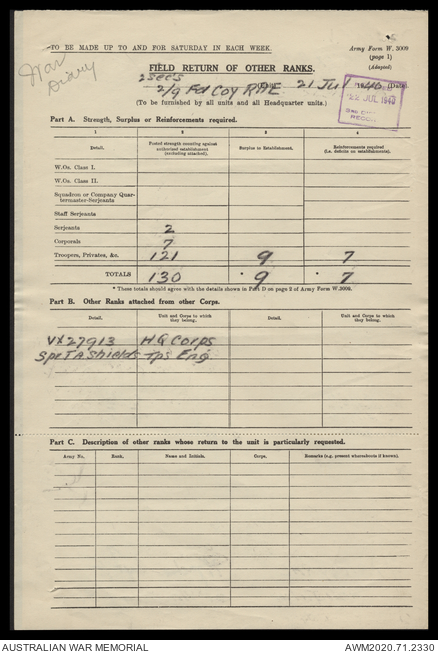 War
Diary
TO BE MADE UP TO AND FOR SATURDAY IN EACH WEEK.
Army Form W. 3009
(page 1)
(Adapted)
FIELD RETURN OF OTHER RANKS.
2 Sec's
2/9 Fd Coy RAE 21 Jul 1940 (Date)
22 JUL 1940
(To be furnished by all units and all Headquarter units.)
Part A. Strength, Surplus or Reinforcements required.
1 2 3 4
Detail. Posted strength counting against authorized establishment (excluding attached). Surplus to Establishment. Reinforcements required (i.e. deficits on establishment).
W.Os. Class I.
W.Os. Class II.
Squadron or Company Quar-
termaster-Serjeants
Staff Serjeants
Serjeants 2
Corporals 7
Troopers, Privates, &c. 121 9 7
TOTALS 130 * 9 * 7
* These totals should agree with the details shown in Part D on page 2 of Army Form W.3009.
Part B. Other Ranks attached from other Corps.
Detail. Unit and Corps to which they belong. Detail. Unit and Corps to which they belong.
VX27913 HQ Corps
Spr TA Shields Tps Eng.
Part C. Description of other ranks whose return to the unit is particularly requested.
Army No. Rank. Name and Initials. Corps. Remarks (e.g. present whereabouts if known).
AUSTRALIAN WAR MEMORIAL AWM2020.71.2330